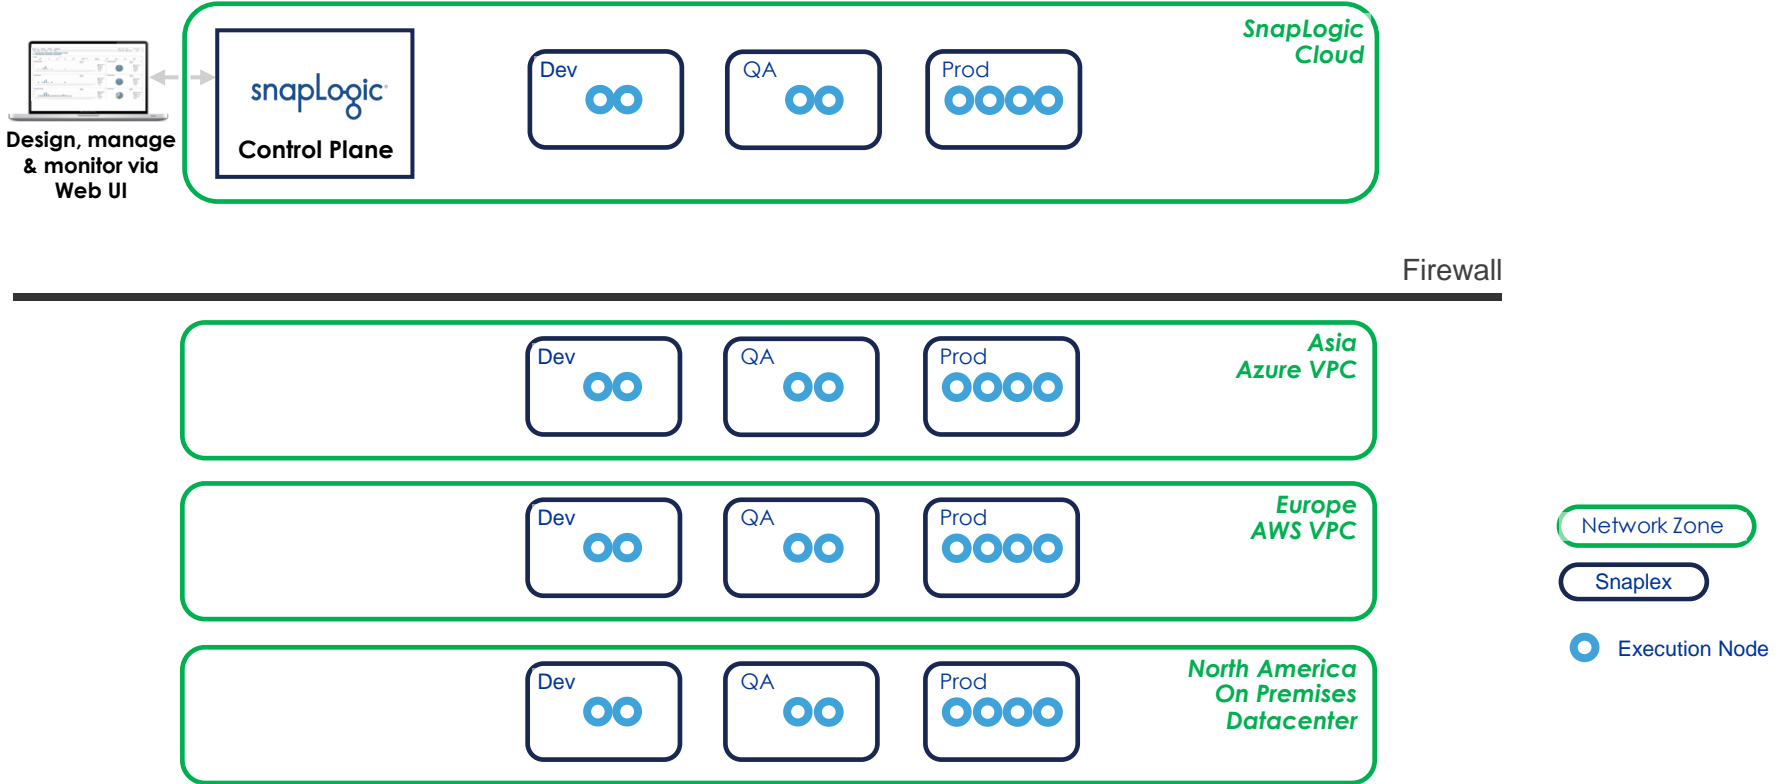 SnapLogic
Cloud
Dev
QA
Prod
snapLogic
Control Plane
Design, manage
& monitor via
Web UI
Firewall
Asia
Azure VPC
Dev
QA
Prod
Europe
AWS VPC
Dev
QA
Prod
North America
On Premises
Datacenter
Dev
QA
Prod
Network Zone
Snaplex
Execution Node